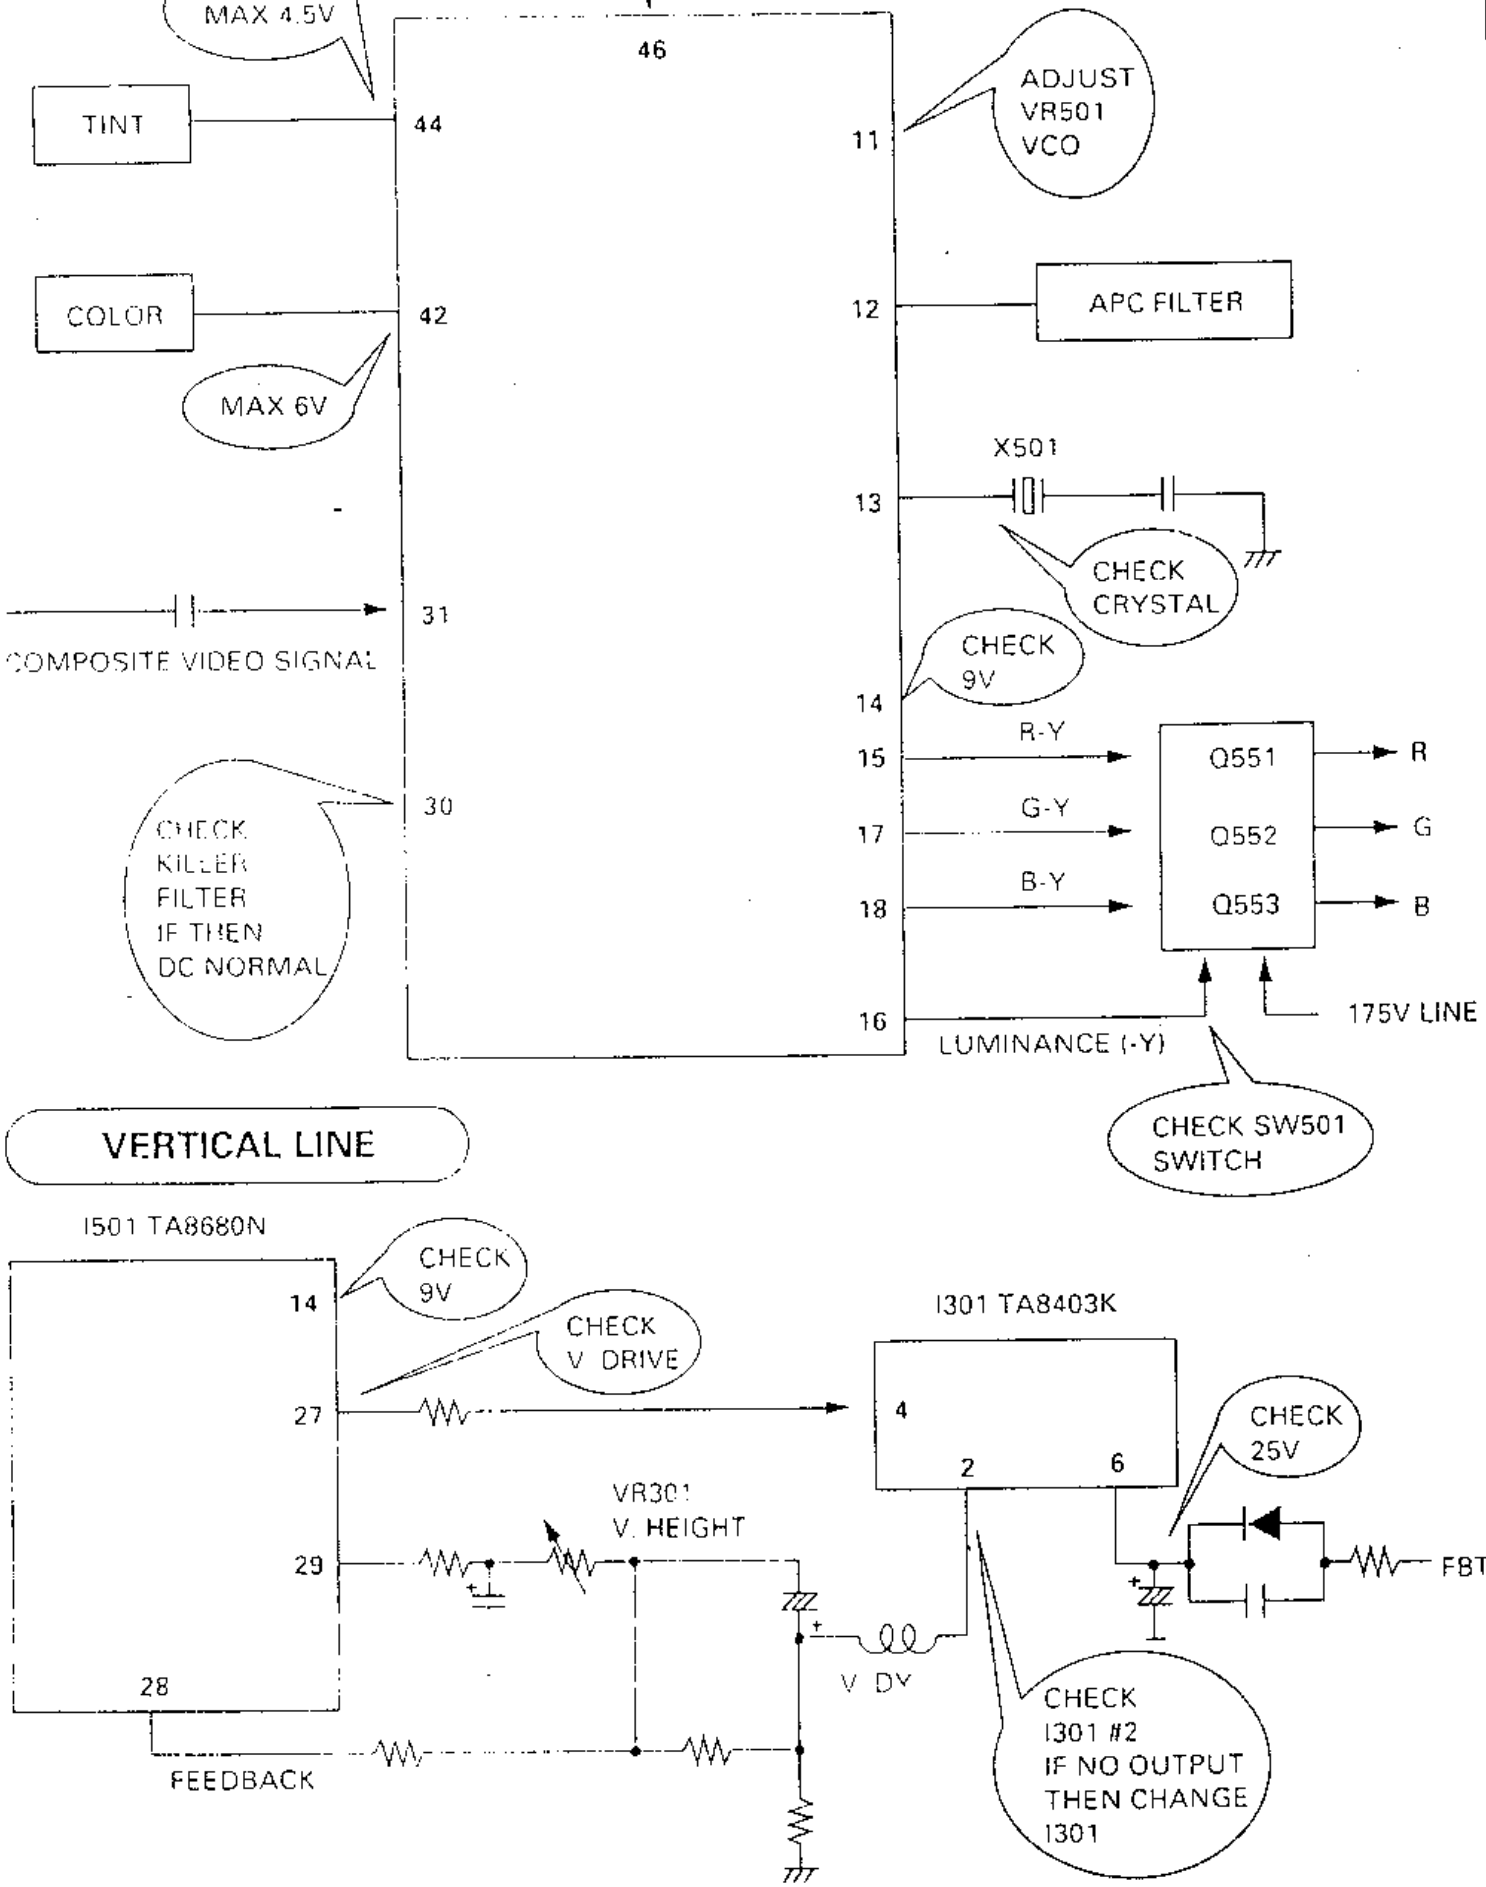 MAX 4.5V
46
TINT
44
ADJUST
VR501
VCO
11
COLOR
42
12
APC FILTER
MAX 6V
X501
13
CHECK
CRYSTAL
31
COMPOSITE VIDEO SIGNAL
CHECK
9V
14
R-Y
15
Q551
R
30
G-Y
17
Q552
G
CHECK
KILLER
FILTER
IF THEN
DC NORMAL
B-Y
18
Q553
B
16
LUMINANCE (-Y)
175V LINE
CHECK SW501
SWITCH
VERTICAL LINE
I501 TA8680N
CHECK
9V
14
CHECK
V DRIVE
27
I301 TA8403K
4
2
6
CHECK
25V
VR301
V. HEIGHT
29
+
+
+
FBT
V DY
28
FEEDBACK
CHECK
I301 #2
IF NO OUTPUT
THEN CHANGE
I301